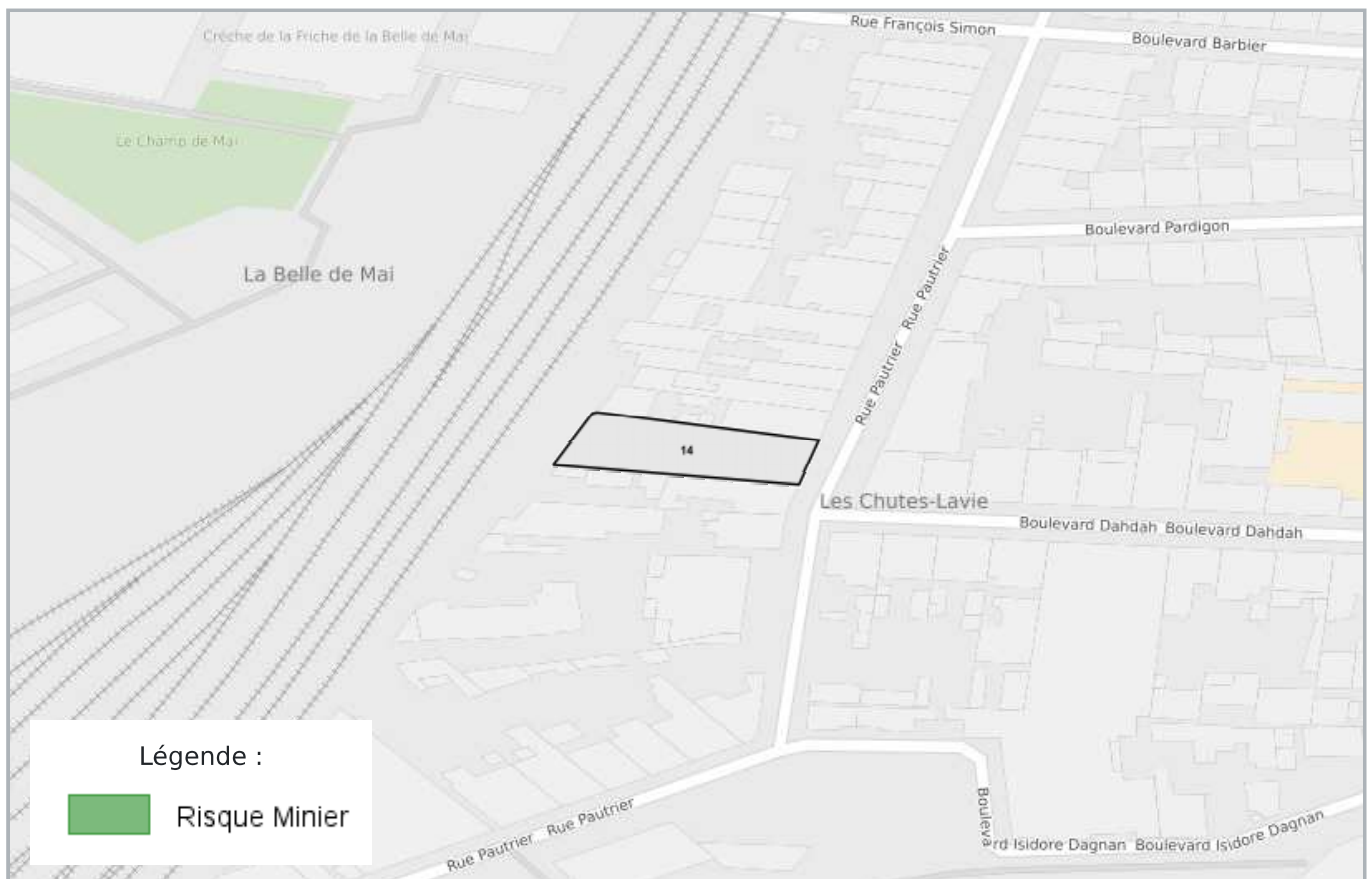 Rue François Simon
Crèche de la Friche de la Belle de Mai
Boulevard Barbier
Le Champ de Mai
Boulevard Pardigon
La Belle de Mai
Rue Pautrier
Rue Pautrier
14
Les Chutes-Lavie
Boulevard Dahdah Boulevard Dahdah
Légende :
Risque Minier
Rue Pautrier Rue Pautrier
Boulevard Isidore Dagnan Boulevard Isidore Dagnan